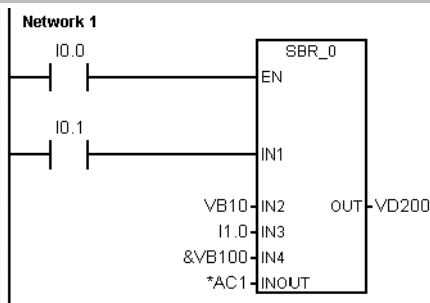 Network 1
I0.0
SBR_0
EN
I0.1
IN1
VB10 IN2 OUT VD200
I1.0 IN3
&VB100 IN4
*AC1 INOUT